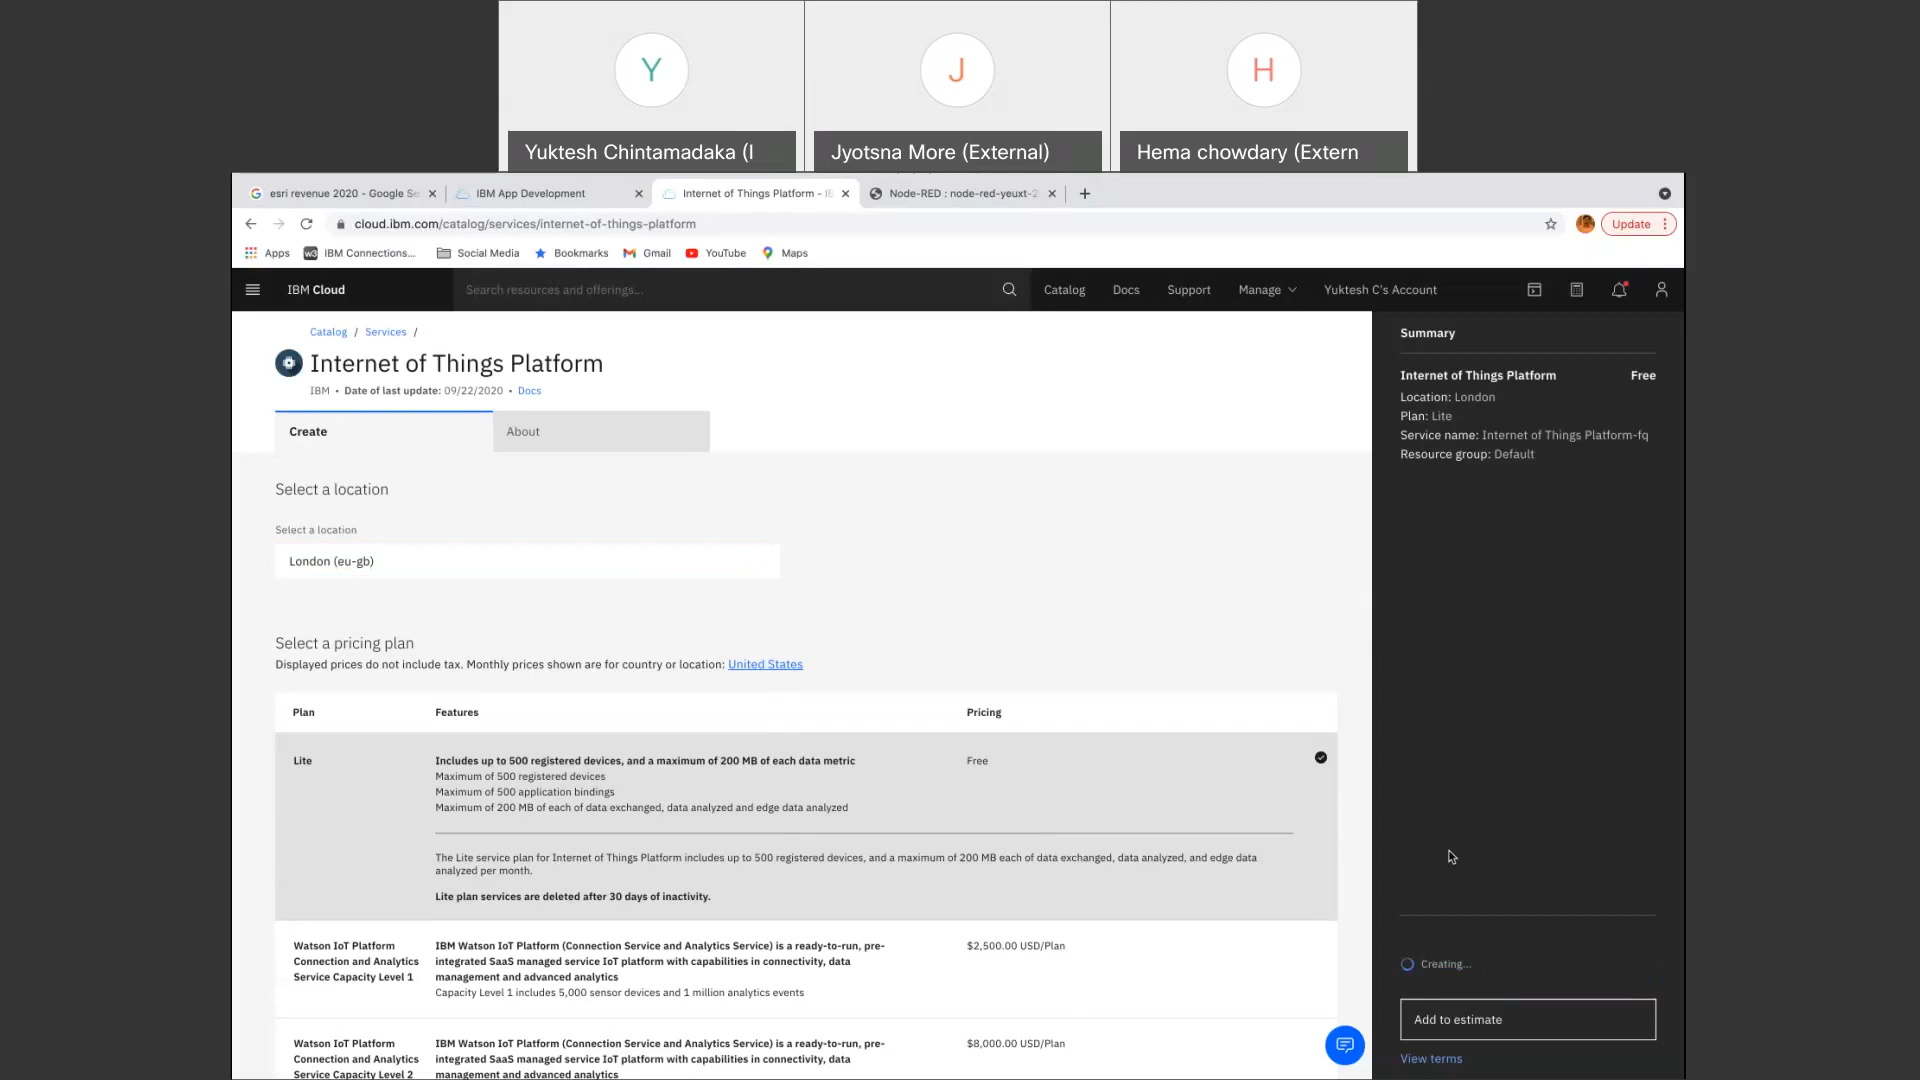 Y
J
H
Yuktesh Chintamadaka (I
Jyotsna More (External)
Hema chowdary (Extern
esri revenue 2020 - Google Se
IBM App Development
Internet of Things Platform - IB
Node-RED : node-red-yeuxt-2
cloud.ibm.com/catalog/services/internet-of-things-platform
Update
Apps
w3
IBM Connections...
Social Media
Bookmarks
Gmail
YouTube
Maps
IBM Cloud
Search resources and offerings...
Catalog
Docs
Support
Manage
Yuktesh C's Account
Catalog / Services /
Internet of Things Platform
IBM • Date of last update: 09/22/2020 • Docs
Create
About
Select a location
Select a location
London (eu-gb)
Select a pricing plan
Displayed prices do not include tax. Monthly prices shown are for country or location: United States
Plan
Features
Pricing
Lite
Includes up to 500 registered devices, and a maximum of 200 MB of each data metric
Free
Maximum of 500 registered devices
Maximum of 500 application bindings
Maximum of 200 MB of each of data exchanged, data analyzed and edge data analyzed
The Lite service plan for Internet of Things Platform includes up to 500 registered devices, and a maximum of 200 MB each of data exchanged, data analyzed, and edge data
analyzed per month.
Lite plan services are deleted after 30 days of inactivity.
Watson IoT Platform
Connection and Analytics
Service Capacity Level 1
IBM Watson IoT Platform (Connection Service and Analytics Service) is a ready-to-run, pre-
integrated SaaS managed service IoT platform with capabilities in connectivity, data
management and advanced analytics
Capacity Level 1 includes 5,000 sensor devices and 1 million analytics events
$2,500.00 USD/Plan
Watson IoT Platform
Connection and Analytics
Service Capacity Level 2
IBM Watson IoT Platform (Connection Service and Analytics Service) is a ready-to-run, pre-
integrated SaaS managed service IoT platform with capabilities in connectivity, data
management and advanced analytics
$8,000.00 USD/Plan
Summary
Internet of Things Platform
Free
Location: London
Plan: Lite
Service name: Internet of Things Platform-fq
Resource group: Default
Creating...
Add to estimate
View terms